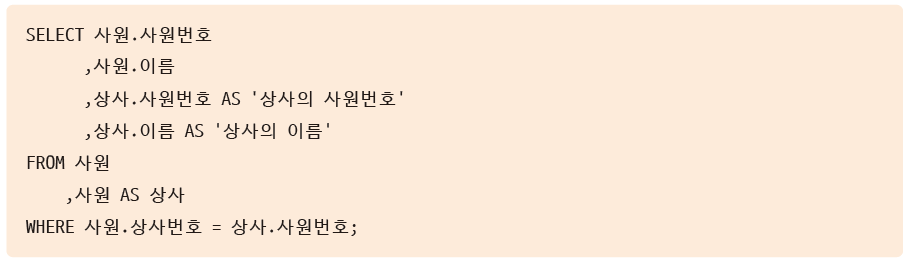 SELECT 사원.사원번호
,사원.이름
,상사.사원번호 AS '상사의 사원번호'
,상사.이름 AS '상사의 이름'
FROM 사원
,사원 AS 상사
WHERE 사원.상사번호 = 상사.사원번호;